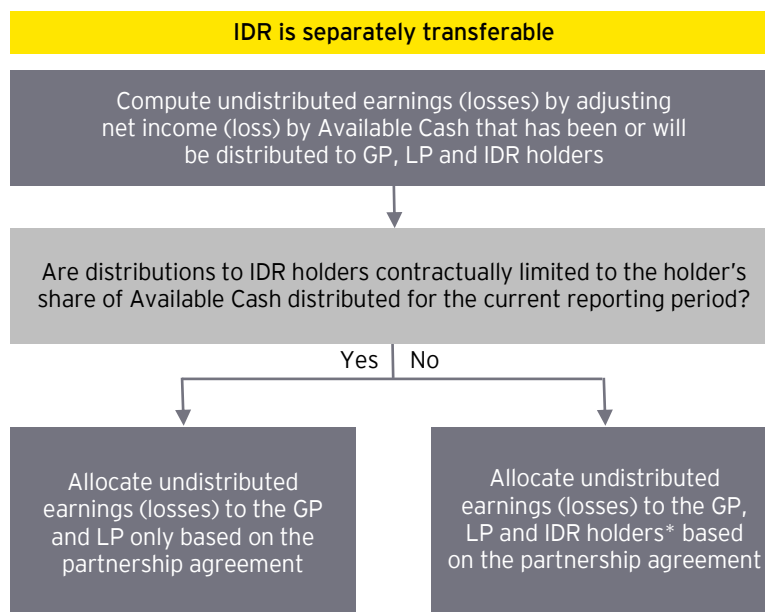 IDR is separately transferable
Compute undistributed earnings (losses) by adjusting
net income (loss) by Available Cash that has been or will
be distributed to GP, LP and IDR holders
Are distributions to IDR holders contractually limited to the holder's
share of Available Cash distributed for the current reporting period?
Yes
No
Allocate undistributed
earnings (losses) to the GP
and LP only based on the
partnership agreement
Allocate undistributed
earnings (losses) to the GP,
LP and IDR holders* based
on the partnership agreement